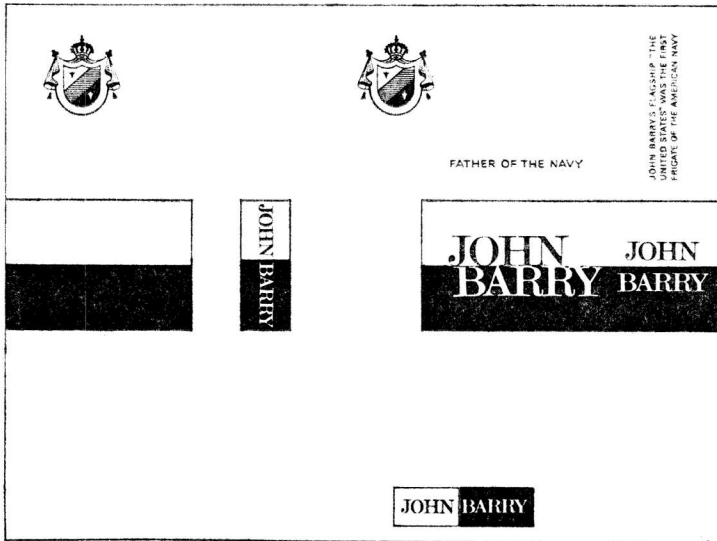 JOHN BARRY'S FLAGSHIP "THE
UNITED STATES" WAS THE FIRST
FRIGATE OF THE AMERICAN NAVY
FATHER OF THE NAVY
JOHN BARRY
JOHN
BARRY
JOHN
BARRY
JOHN BARRY